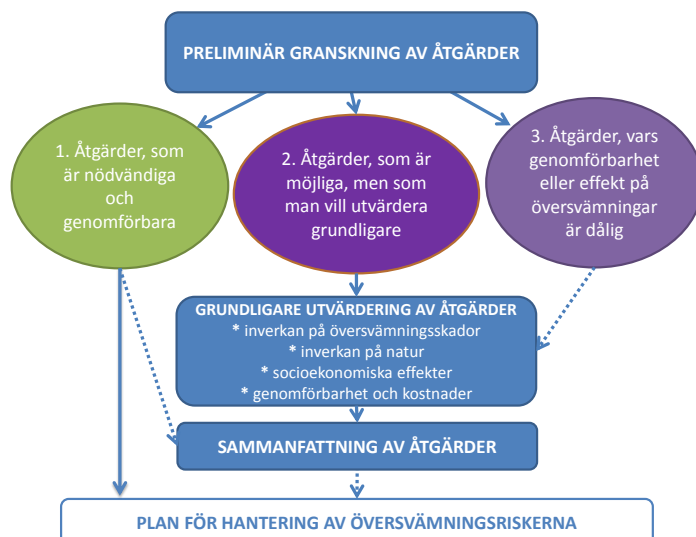 PRELIMINÄR GRANSKNING AV ÅTGÄRDER
1. Åtgärder, som
är nödvändiga
och
genomförbara
2. Åtgärder, som är
möjliga, men som
man vill utvärdera
grundligare
3. Åtgärder, vars
genomförbarhet
eller effekt på
översvämningar
är dålig
GRUNDLIGARE UTVÄRDERING AV ÅTGÄRDER
* inverkan på översvämningsskador
* inverkan på natur
* socioekonomiska effekter
* genomförbarhet och kostnader
SAMMANFATTNING AV ÅTGÄRDER
PLAN FÖR HANTERING AV ÖVERSVÄMNINGSRISKERNA